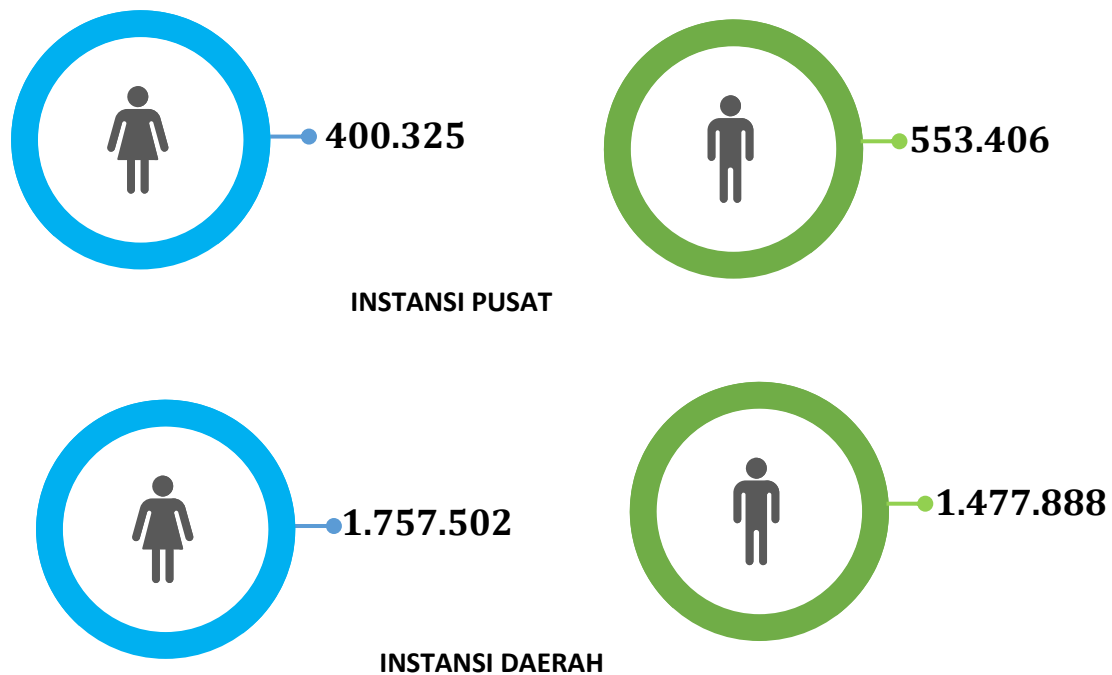 400.325
553.406
INSTANSI PUSAT
1.757.502
1.477.888
INSTANSI DAERAH